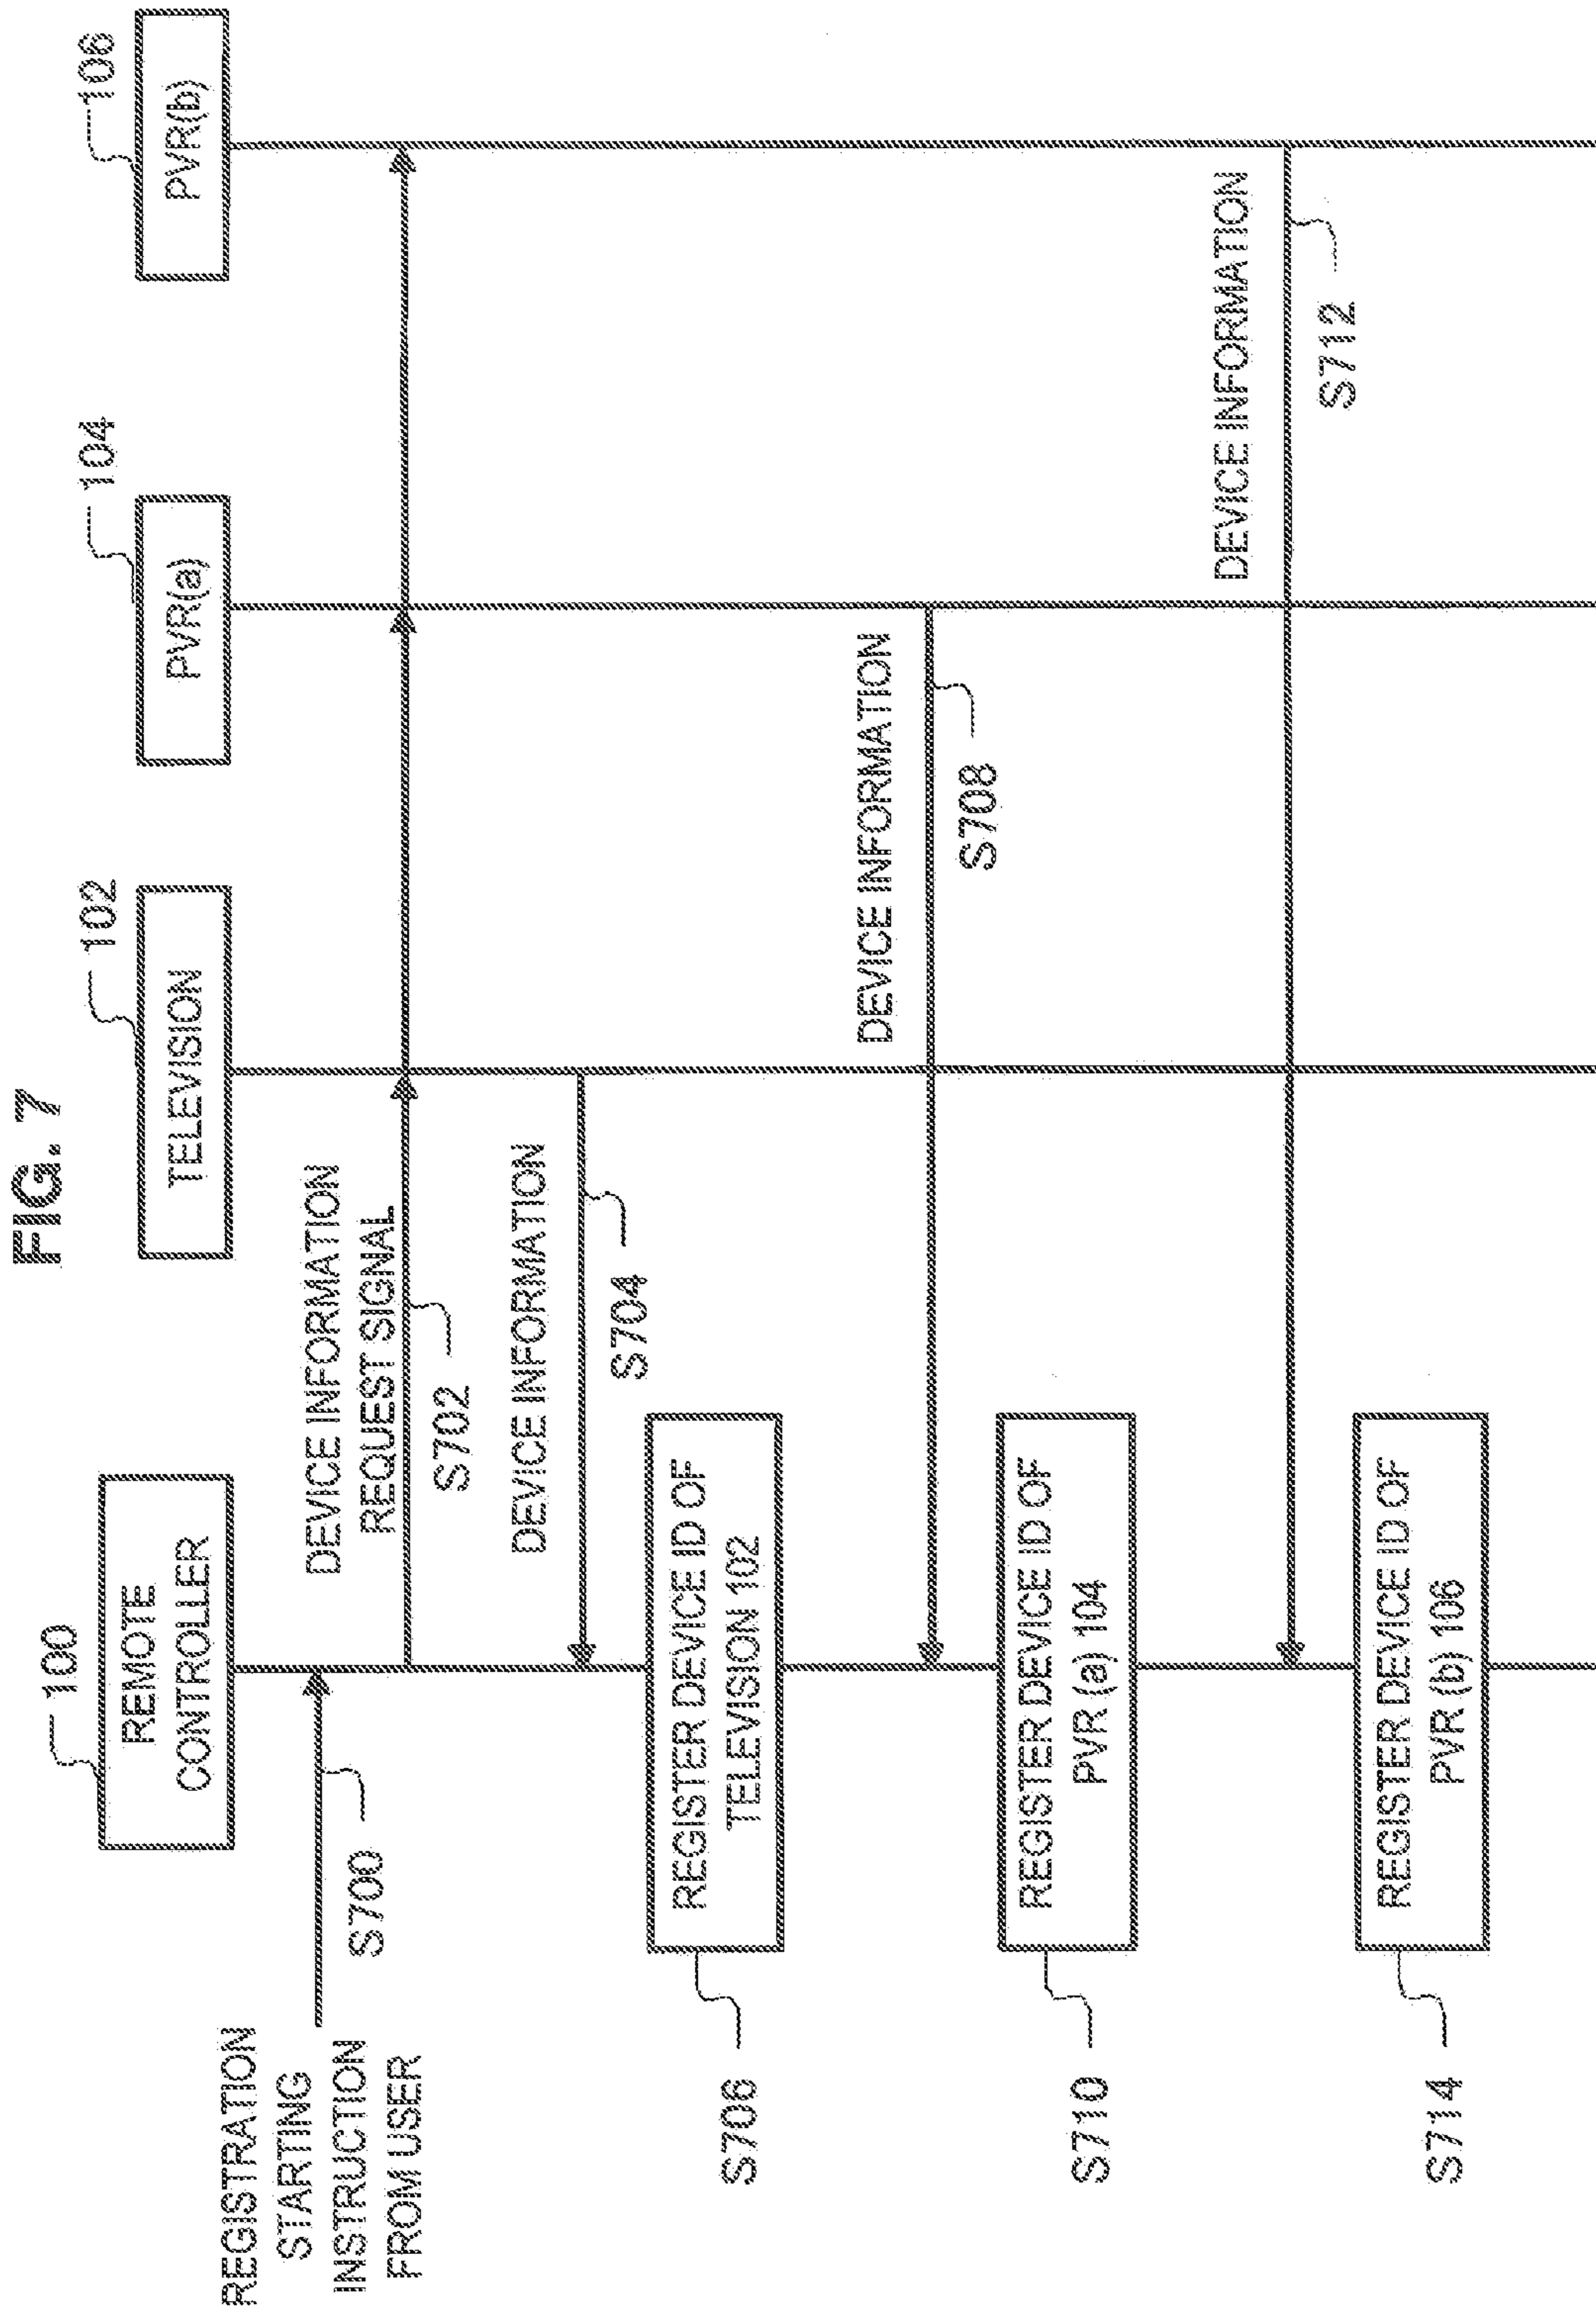 FIG. 7
100
REMOTE
CONTROLLER
102
TELEVISION
104
PVR(a)
106
PVR(b)
REGISTRATION
STARTING
INSTRUCTION
FROM USER
S700
DEVICE INFORMATION
REQUEST SIGNAL
S702
DEVICE INFORMATION
S704
S706
REGISTER DEVICE ID OF
TELEVISION 102
DEVICE INFORMATION
S708
S710
REGISTER DEVICE ID OF
PVR (a) 104
DEVICE INFORMATION
S712
S714
REGISTER DEVICE ID OF
PVR (b) 106